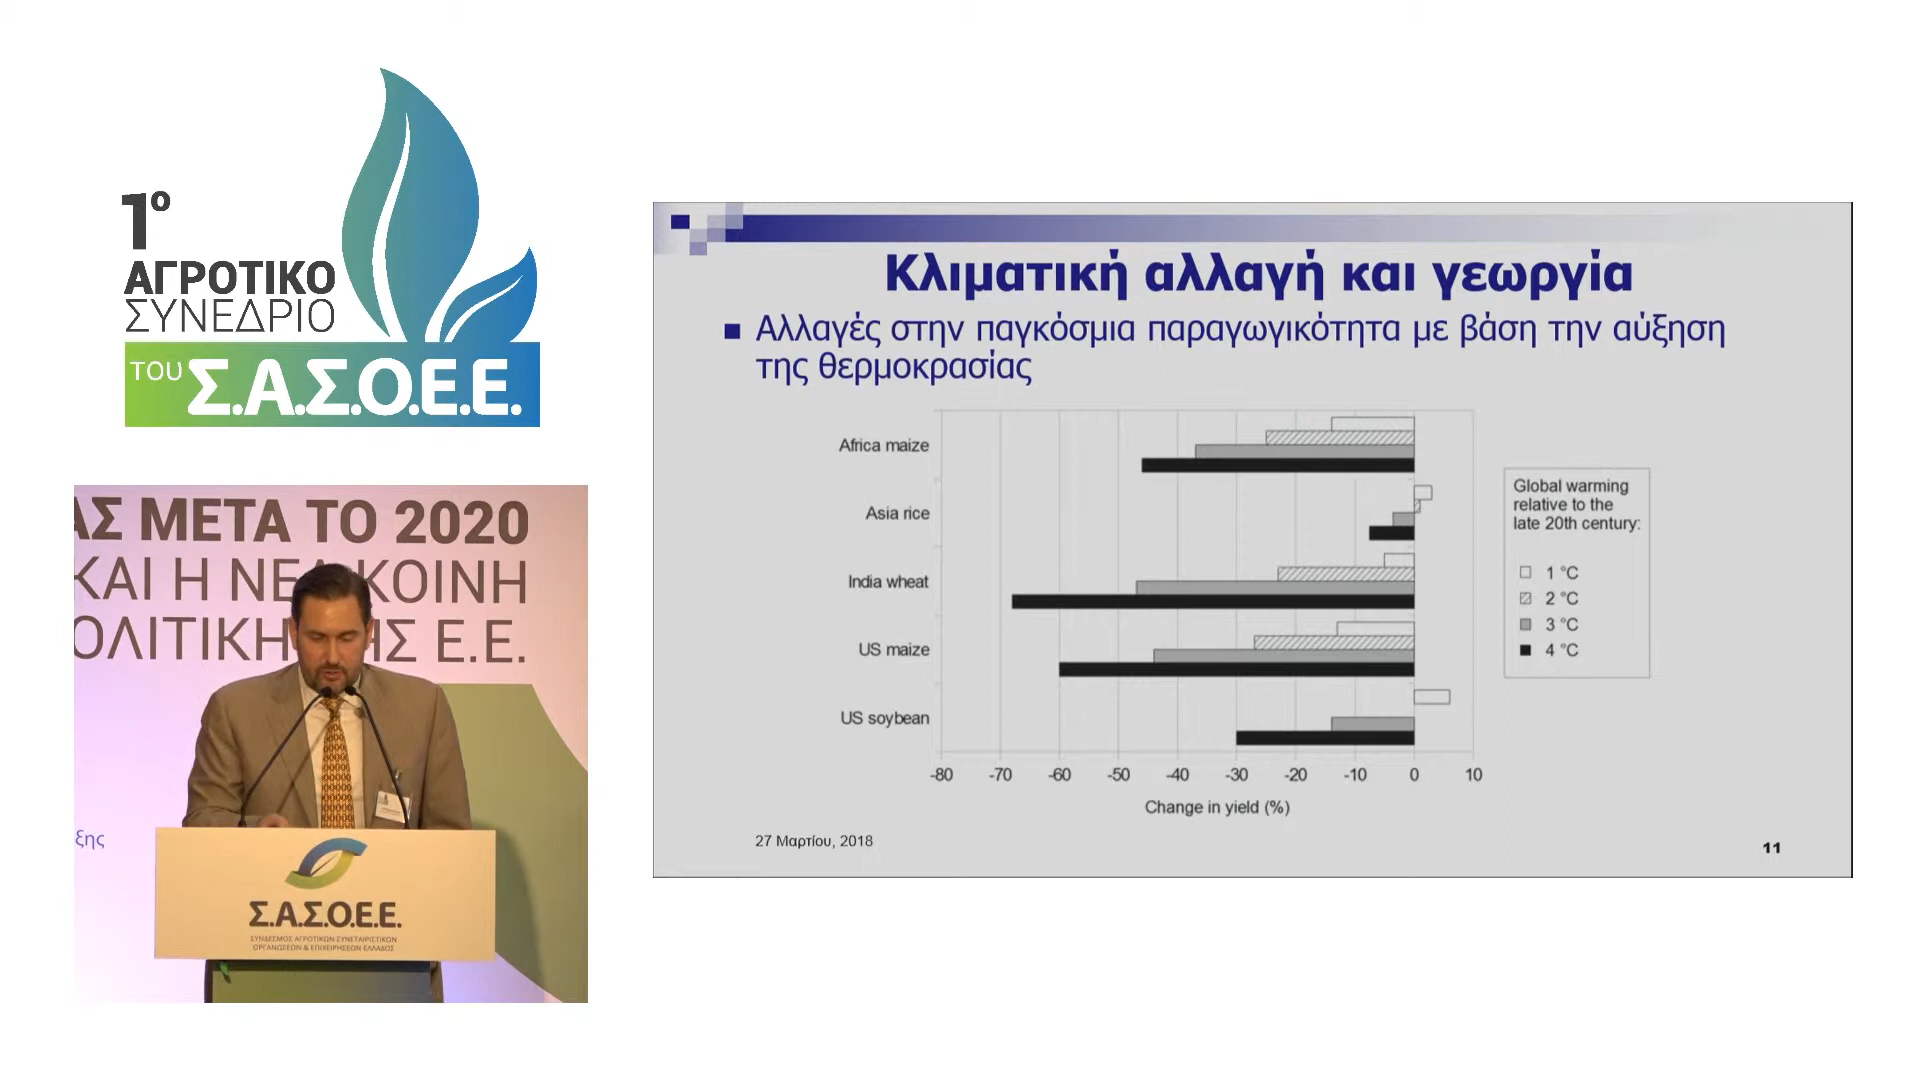 1ο
ΑΓΡΟΤΙΚΟ
ΣΥΝΕΔΡΙΟ
ΤΟΥ Σ.Α.Σ.Ο.Ε.Ε.
ΑΣ ΜΕΤΑ ΤΟ 2020
ΚΑΙ Η ΝΕΑ ΚΟΙΝΗ
ΟΛΙΤΙΚΗ ΤΗΣ Ε.Ε.
ξης
Σ.Α.Σ.Ο.Ε.Ε.
ΣΥΝΔΕΣΜΟΣ ΑΓΡΟΤΙΚΩΝ ΣΥΝΕΤΑΙΡΙΣΤΙΚΩΝ
ΟΡΓΑΝΩΣΕΩΝ & ΕΠΙΧΕΙΡΗΣΕΩΝ ΕΛΛΑΔΟΣ
Κλιματική αλλαγή και γεωργία
Αλλαγές στην παγκόσμια παραγωγικότητα με βάση την αύξηση
της θερμοκρασίας
Africa maize
Asia rice
India wheat
US maize
US soybean
-80 -70 -60 -50 -40 -30 -20 -10 0 10
Change in yield (%)
Global warming
relative to the
late 20th century:
1 °C
2 °C
3 °C
4 °C
27 Μαρτίου, 2018
11